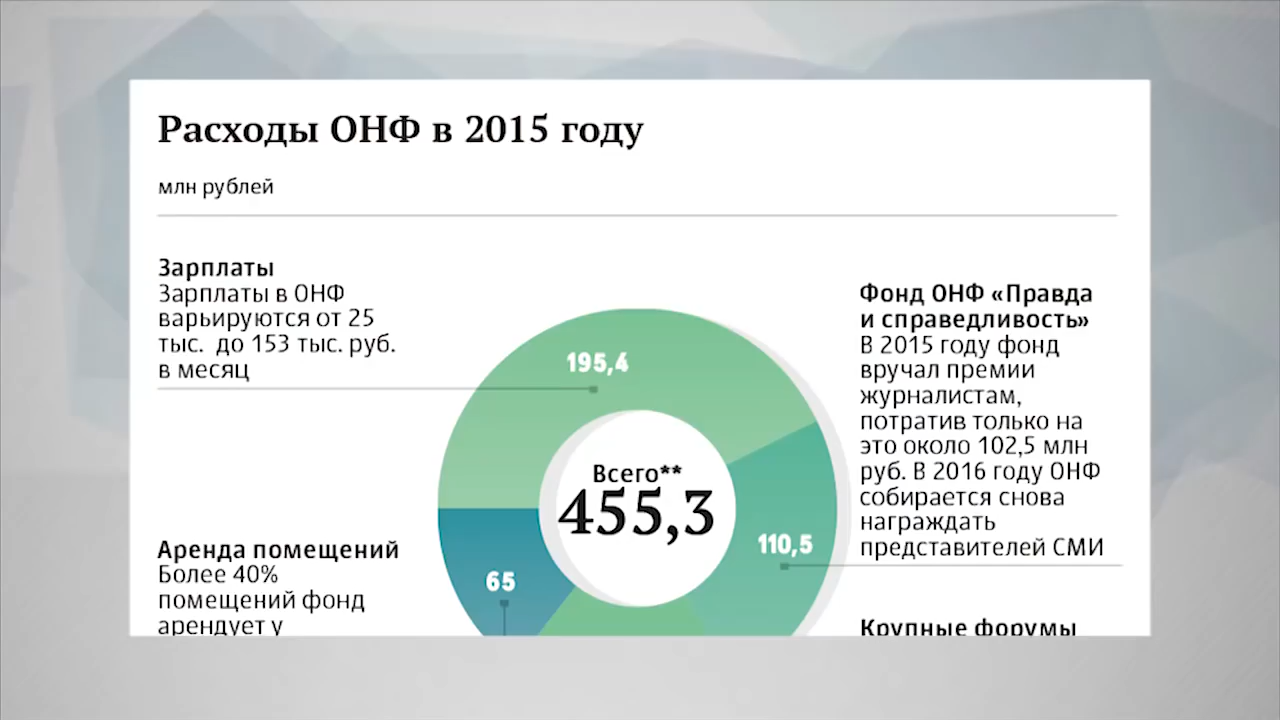 Расходы ОНФ в 2015 году
млн рублей
Зарплаты
Зарплаты в ОНФ
варьируются от 25
тыс. до 153 тыс. руб.
в месяц
195,4
Фонд ОНФ «Правда
и справедливость»
В 2015 году фонд
вручал премии
журналистам,
потратив только на
это около 102,5 млн
руб. В 2016 году ОНФ
собирается снова
награждать
представителей СМИ
Всего**
455,3
110,5
Аренда помещений
Более 40%
помещений фонд
арендует у
65
Крупные форумы